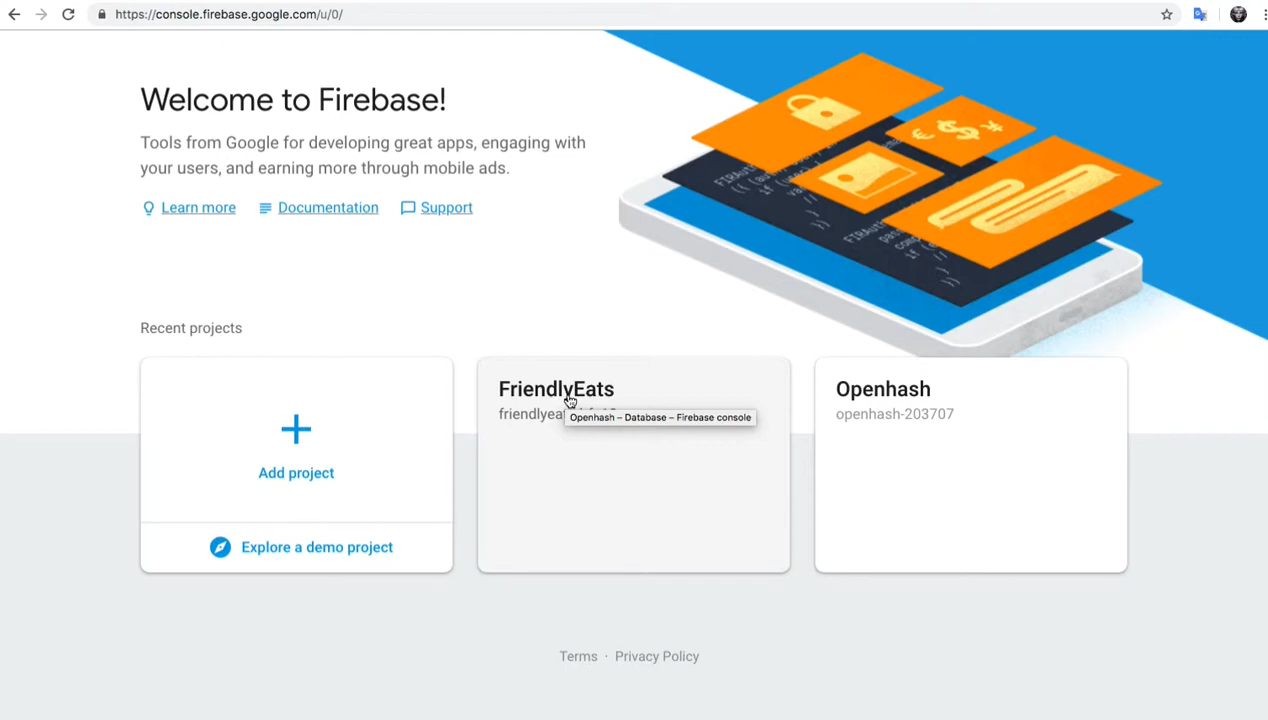 https://console.firebase.google.com/u/0/
Welcome to Firebase!
Tools from Google for developing great apps, engaging with
your users, and earning more through mobile ads.
Learn more Documentation Support
Recent projects
Add project
Explore a demo project
FriendlyEats
Openhash – Database – Firebase console
Openhash
openhash-203707
Terms · Privacy Policy